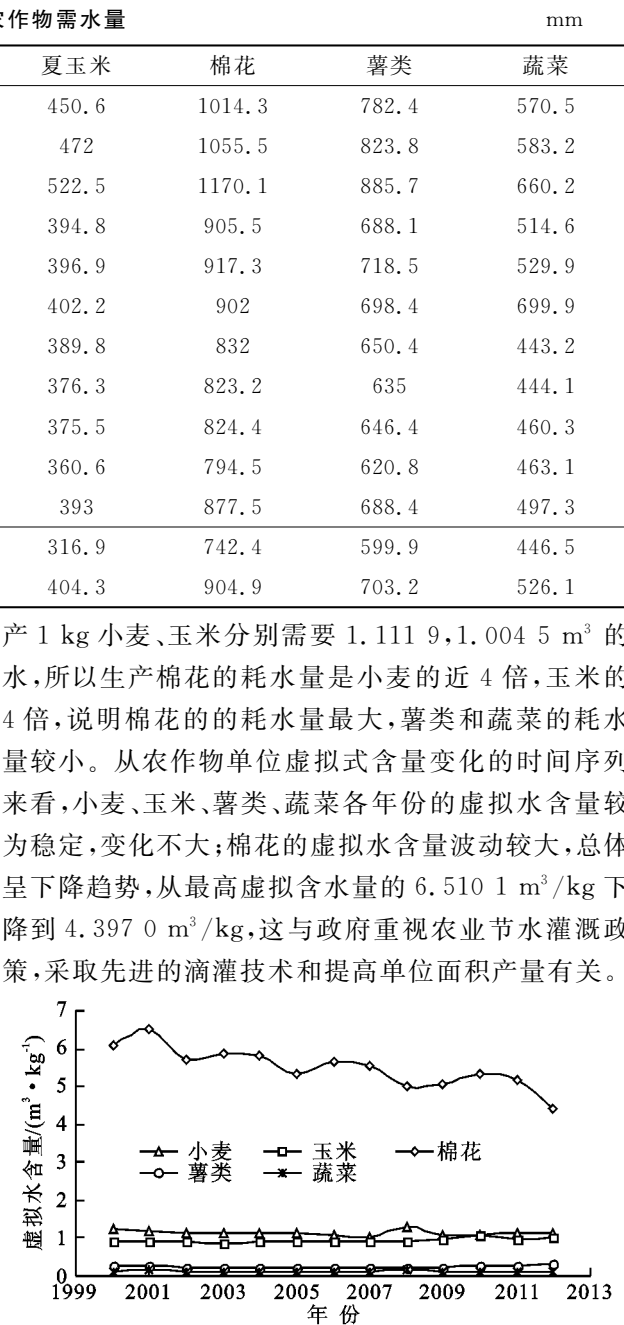 农作物需水量 mm
夏玉米 棉花 薯类 蔬菜
450.6 1014.3 782.4 570.5
472 1055.5 823.8 583.2
522.5 1170.1 885.7 660.2
394.8 905.5 688.1 514.6
396.9 917.3 718.5 529.9
402.2 902 698.4 699.9
389.8 832 650.4 443.2
376.3 823.2 635 444.1
375.5 824.4 646.4 460.3
360.6 794.5 620.8 463.1
393 877.5 688.4 497.3
316.9 742.4 599.9 446.5
404.3 904.9 703.2 526.1
产 1 kg 小麦、玉米分别需要 1.111 9,1.004 5 m³ 的
水,所以生产棉花的耗水量是小麦的近 4 倍,玉米的
4 倍,说明棉花的的耗水量最大,薯类和蔬菜的耗水
量较小。从农作物单位虚拟式含量变化的时间序列
来看,小麦、玉米、薯类、蔬菜各年份的虚拟水含量较
为稳定,变化不大;棉花的虚拟水含量波动较大,总体
呈下降趋势,从最高虚拟含水量的 6.510 1 m³/kg 下
降到 4.397 0 m³/kg,这与政府重视农业节水灌溉政
策,采取先进的滴灌技术和提高单位面积产量有关。
虚拟水含量/(m³·kg⁻¹)
7
6
5
4
3
2
1
0
小麦 玉米 棉花
薯类 蔬菜
1999 2001 2003 2005 2007 2009 2011 2013
年 份